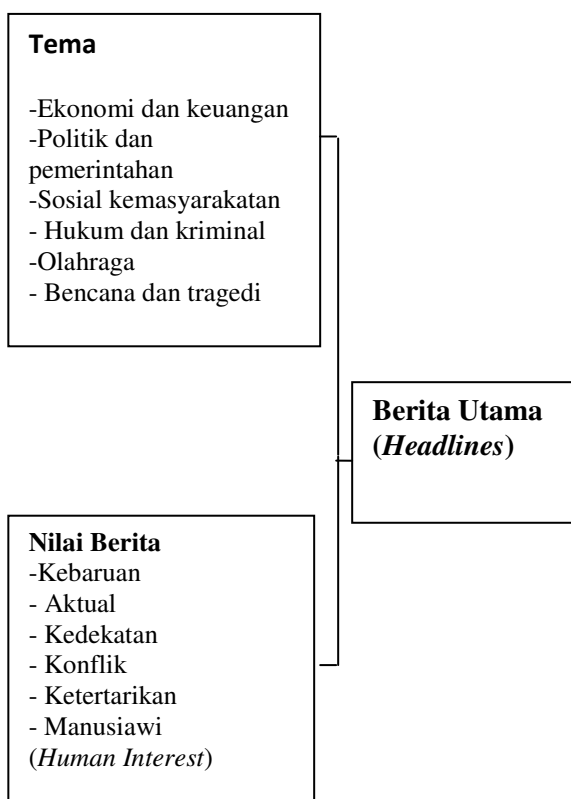 Tema
-Ekonomi dan keuangan
-Politik dan
pemerintahan
-Sosial kemasyarakatan
- Hukum dan kriminal
-Olahraga
- Bencana dan tragedi
Berita Utama
(Headlines)
Nilai Berita
-Kebaruan
- Aktual
- Kedekatan
- Konflik
- Ketertarikan
- Manusiawi
(Human Interest)